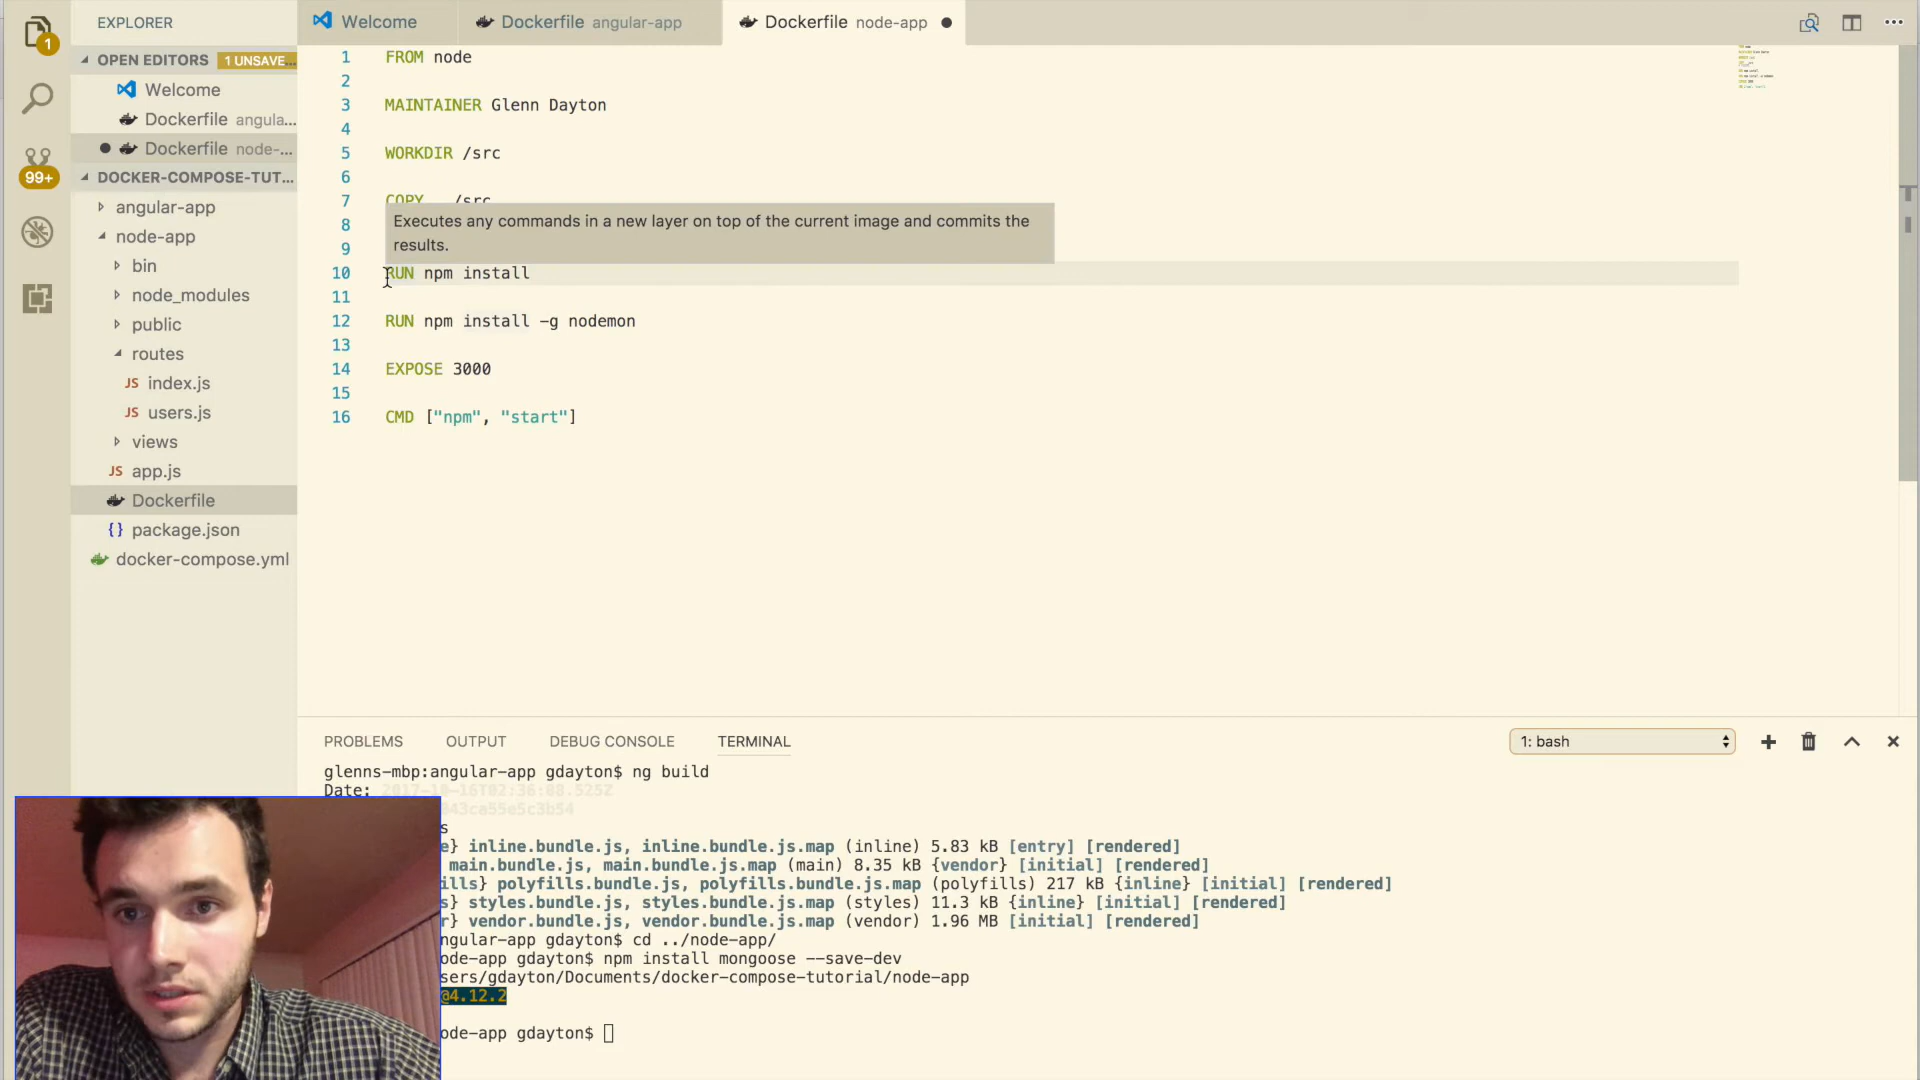 EXPLORER
Welcome
Dockerfile angular-app
Dockerfile node-app
OPEN EDITORS 1 UNSAVE...
Welcome
Dockerfile angula...
Dockerfile node-...
DOCKER-COMPOSE-TUT...
angular-app
node-app
bin
node_modules
public
routes
JS index.js
JS users.js
views
JS app.js
Dockerfile
{} package.json
docker-compose.yml
1
99+
1 FROM node
2
3 MAINTAINER Glenn Dayton
4
5 WORKDIR /src
6
7 COPY /src
8
9
Executes any commands in a new layer on top of the current image and commits the
results.
10 RUN npm install
11
12 RUN npm install -g nodemon
13
14 EXPOSE 3000
15
16 CMD ["npm", "start"]
PROBLEMS OUTPUT DEBUG CONSOLE TERMINAL 1: bash
glenns-mbp:angular-app gdayton$ ng build
Date: 2017-10-16T02:36:08.525Z
43ca55e5c3b54
s
e} inline.bundle.js, inline.bundle.js.map (inline) 5.83 kB [entry] [rendered]
main.bundle.js, main.bundle.js.map (main) 8.35 kB {vendor} [initial] [rendered]
ills} polyfills.bundle.js, polyfills.bundle.js.map (polyfills) 217 kB {inline} [initial] [rendered]
s} styles.bundle.js, styles.bundle.js.map (styles) 11.3 kB {inline} [initial] [rendered]
r} vendor.bundle.js, vendor.bundle.js.map (vendor) 1.96 MB [initial] [rendered]
ngular-app gdayton$ cd ../node-app/
ode-app gdayton$ npm install mongoose --save-dev
sers/gdayton/Documents/docker-compose-tutorial/node-app
@4.12.2
ode-app gdayton$